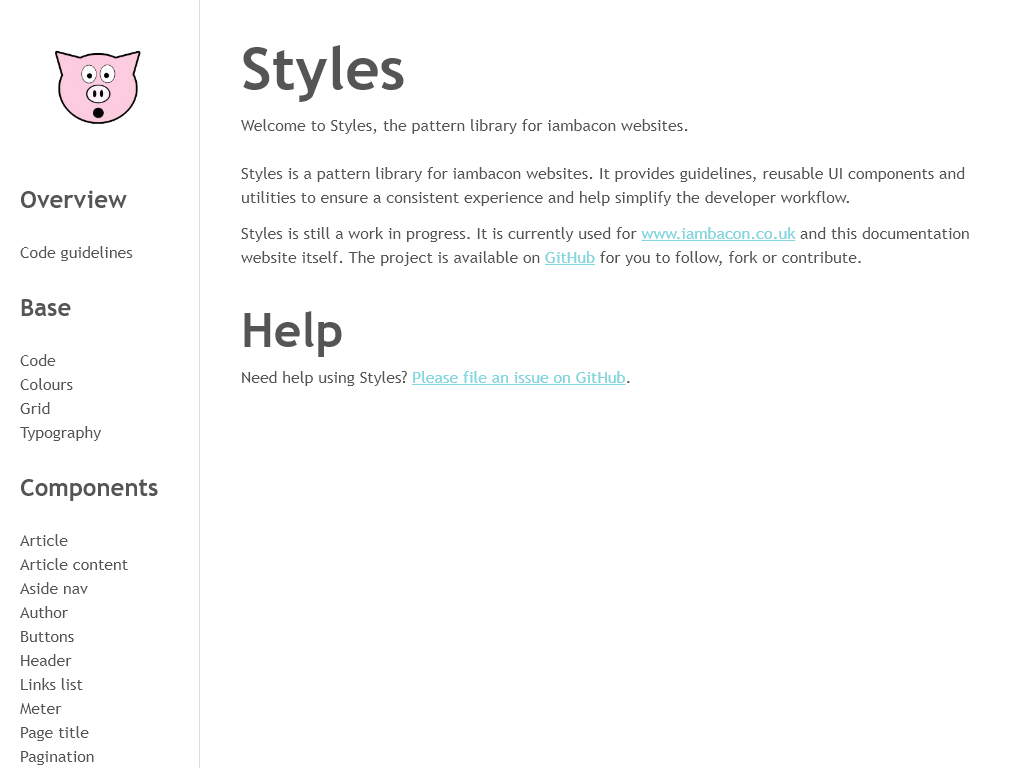 Overview
Code guidelines
Base
Code
Colours
Grid
Typography
Components
Article
Article content
Aside nav
Author
Buttons
Header
Links list
Meter
Page title
Pagination
Styles
Welcome to Styles, the pattern library for iambacon websites.
Styles is a pattern library for iambacon websites. It provides guidelines, reusable UI components and
utilities to ensure a consistent experience and help simplify the developer workflow.
Styles is still a work in progress. It is currently used for www.iambacon.co.uk and this documentation
website itself. The project is available on GitHub for you to follow, fork or contribute.
Help
Need help using Styles? Please file an issue on GitHub.